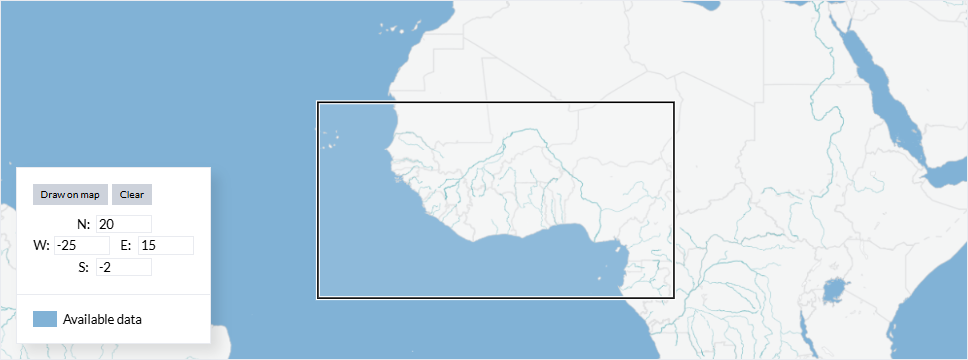 Draw on map Clear
N: 20
W: -25 E: 15
S: -2
Available data